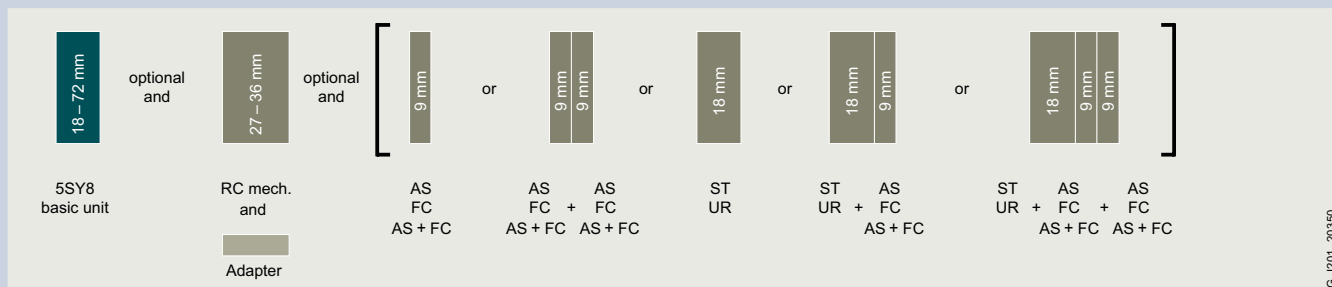 18 – 72 mm
optional
and
27 – 36 mm
optional
and
9 mm
or
9 mm
9 mm
or
18 mm
or
18 mm
9 mm
or
18 mm
9 mm
9 mm
5SY8
basic unit
RC mech.
and
Adapter
AS
FC
AS + FC
AS AS
FC + FC
AS + FC AS + FC
ST
UR
ST AS
UR + FC
AS + FC
ST AS AS
UR + FC + FC
AS + FC AS + FC